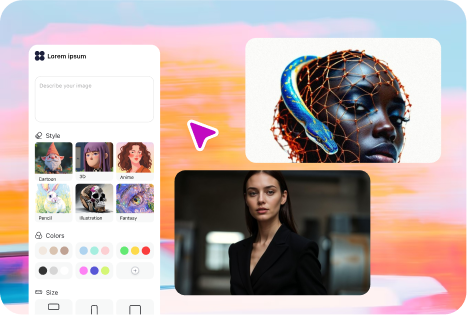 Lorem ipsum
Describe your image
Style
Cartoon
3D
Anime
Pencil
Illustration
Fantasy
Colors
Size